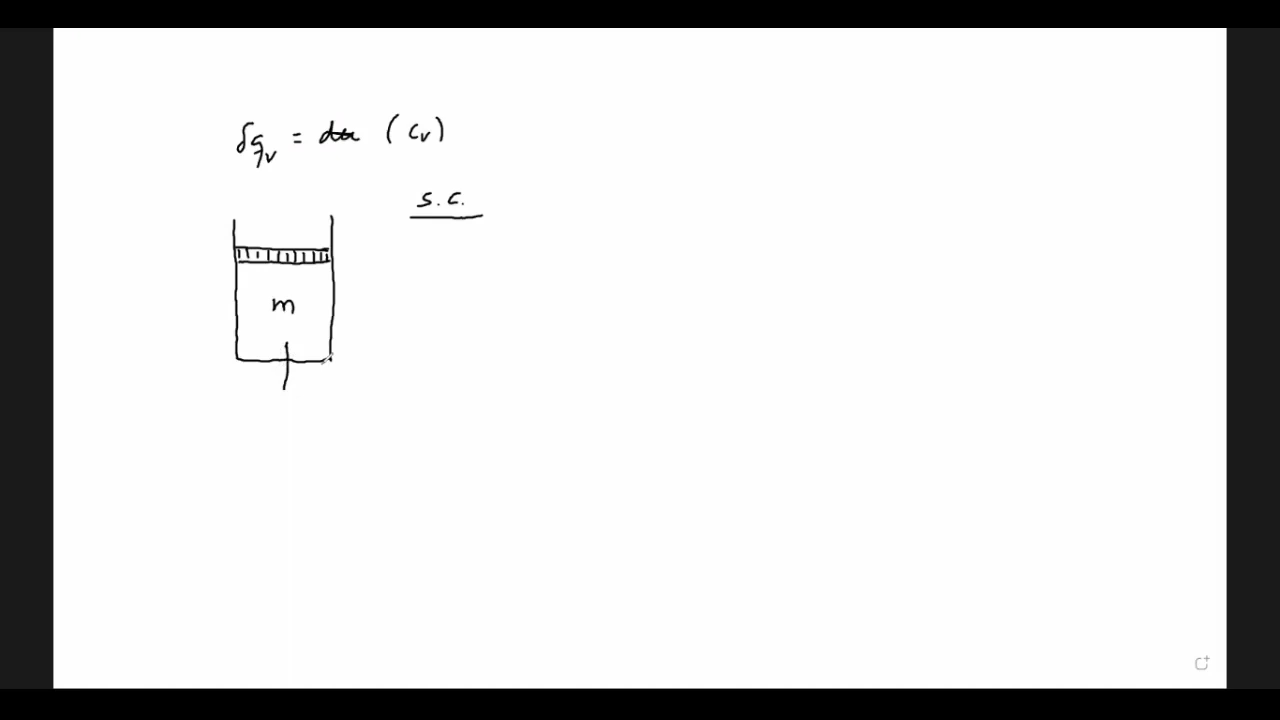 δq_v = du (c_v)
s.c.
m